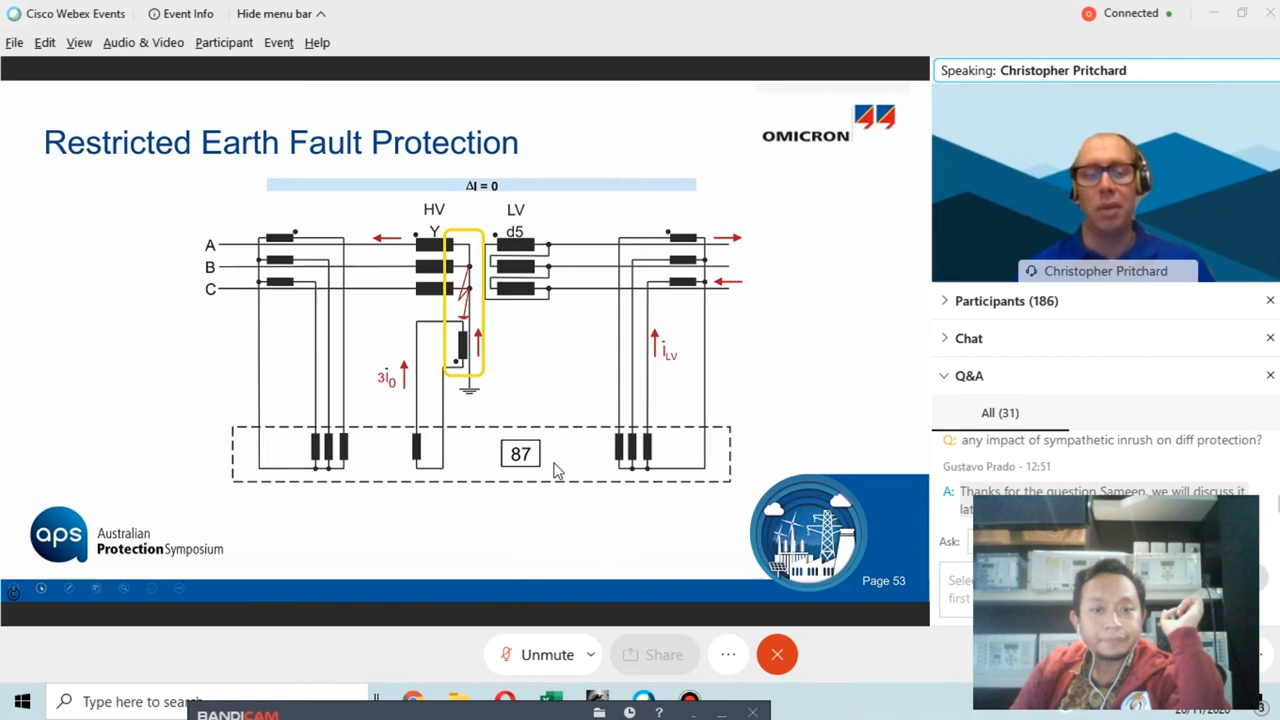 Cisco Webex Events
Event Info
Hide menu bar
Connected
File Edit View Audio & Video Participant Event Help
Speaking: Christopher Pritchard
Restricted Earth Fault Protection
OMICRON
ΔI = 0
HV
LV
Y
d5
A
B
C
3I0
ILV
87
aps
Australian
Protection Symposium
Page 53
Christopher Pritchard
Participants (186)
Chat
Q&A
All (31)
Q: any impact of sympathetic inrush on diff protection?
Gustavo Prado - 12:51
A: Thanks for the question Sameep, we will discuss it
Ask:
Unmute
Share
Type here to search
BANDICAM